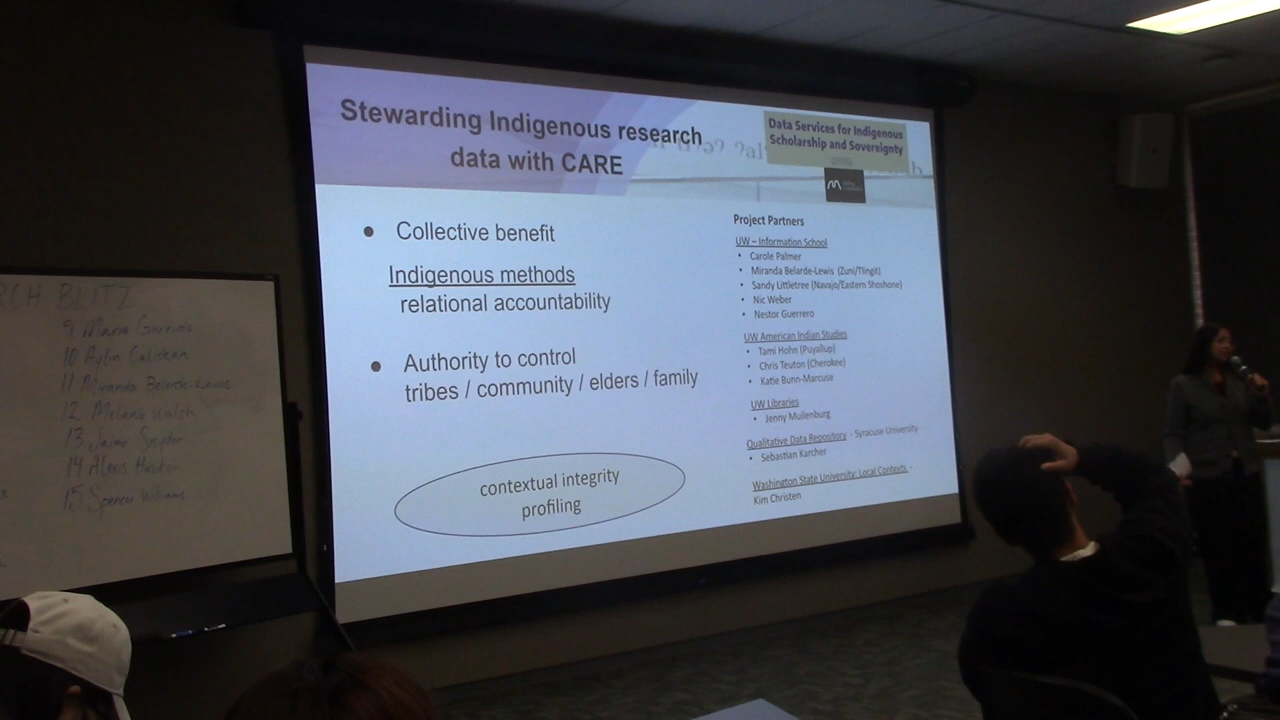 Stewarding Indigenous research
data with CARE
Data Services for Indigenous
Scholarship and Sovereignty
Collective benefit
Indigenous methods
relational accountability
Authority to control
tribes / community / elders / family
contextual integrity
profiling
Project Partners
UW – Information School
Carole Palmer
Miranda Belarde-Lewis (Zuni/Tlingit)
Sandy Littletree (Navajo/Eastern Shoshone)
Nic Weber
Nestor Guerrero
UW American Indian Studies
Tami Hohn (Puyallup)
Chris Teuton (Cherokee)
Katie Bunn-Marcuse
UW Libraries
Jenny Muilenburg
Qualitative Data Repository - Syracuse University
Sebastian Karcher
Washington State University: Local Contexts -
Kim Christen
RCH BLITZ
9 Maria Garrido
10 Aylin Caliskan
11 Miranda Belarde-Lewis
12 Melanie Walsh
13 Jaime Snyder
14 Alexis Hiniker
15 Spencer Williams